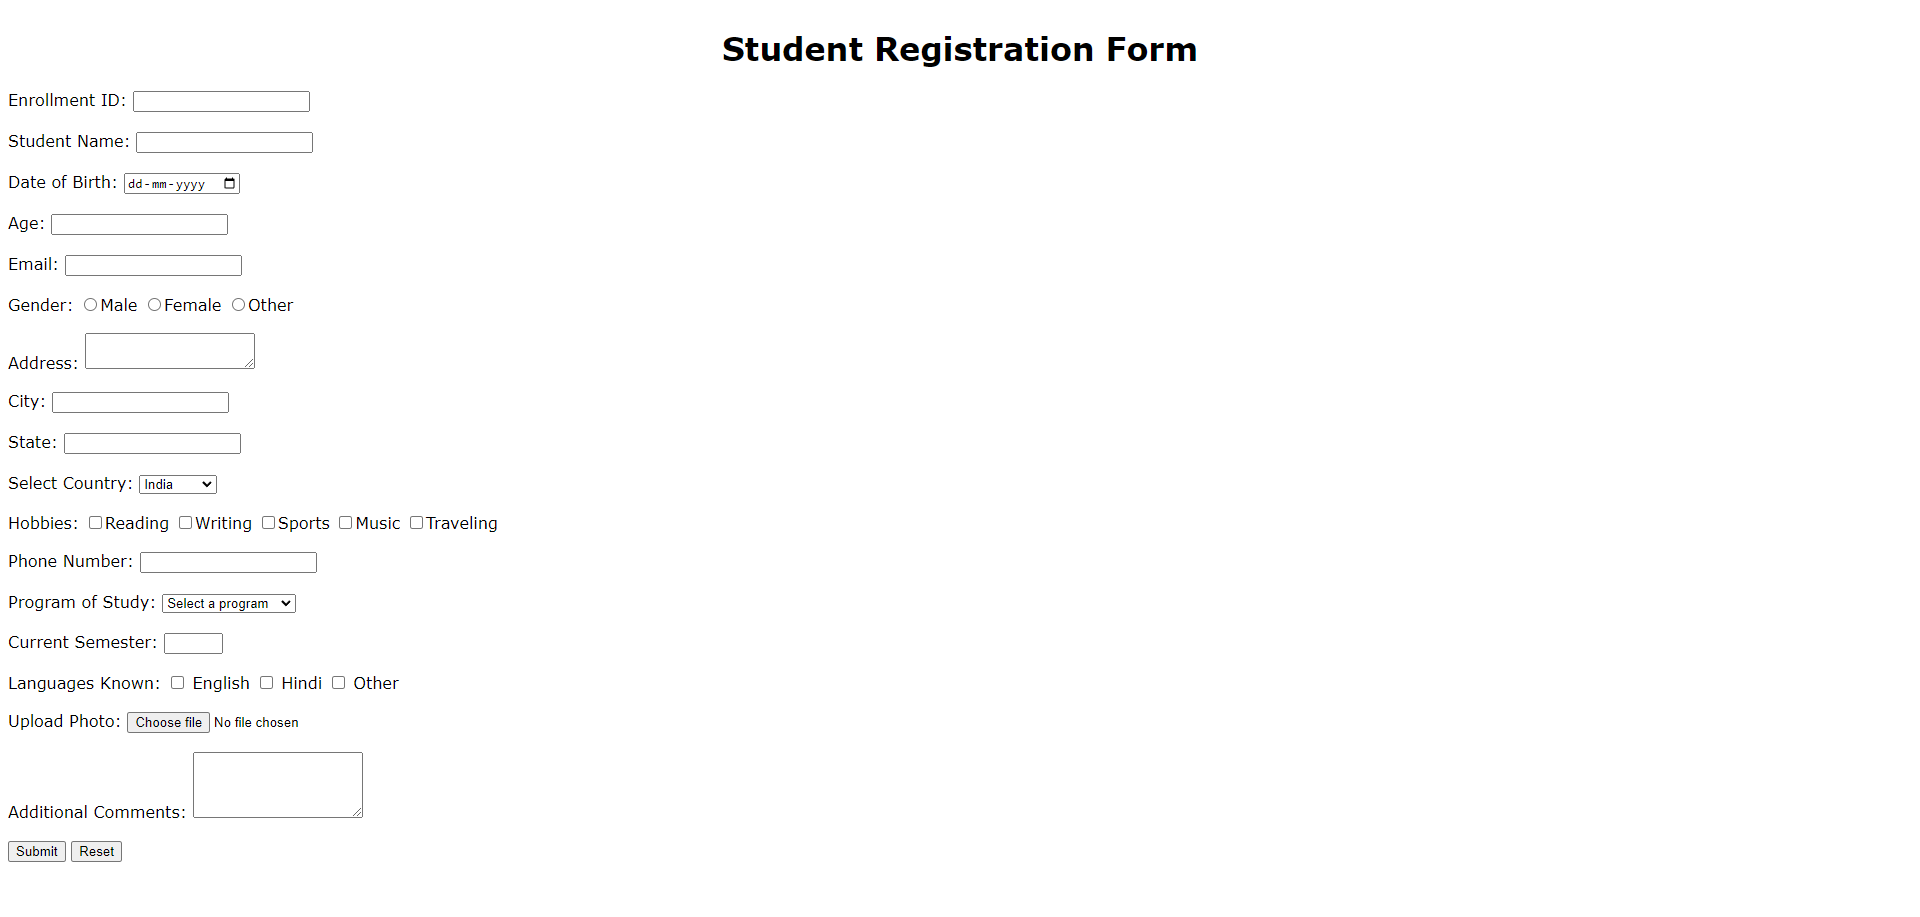 Student Registration Form
Enrollment ID:
Student Name:
Date of Birth: dd-mm-yyyy
Age:
Email:
Gender: Male Female Other
Address:
City:
State:
Select Country: India
Hobbies: Reading Writing Sports Music Traveling
Phone Number:
Program of Study: Select a program
Current Semester:
Languages Known: English Hindi Other
Upload Photo: Choose file No file chosen
Additional Comments:
Submit Reset